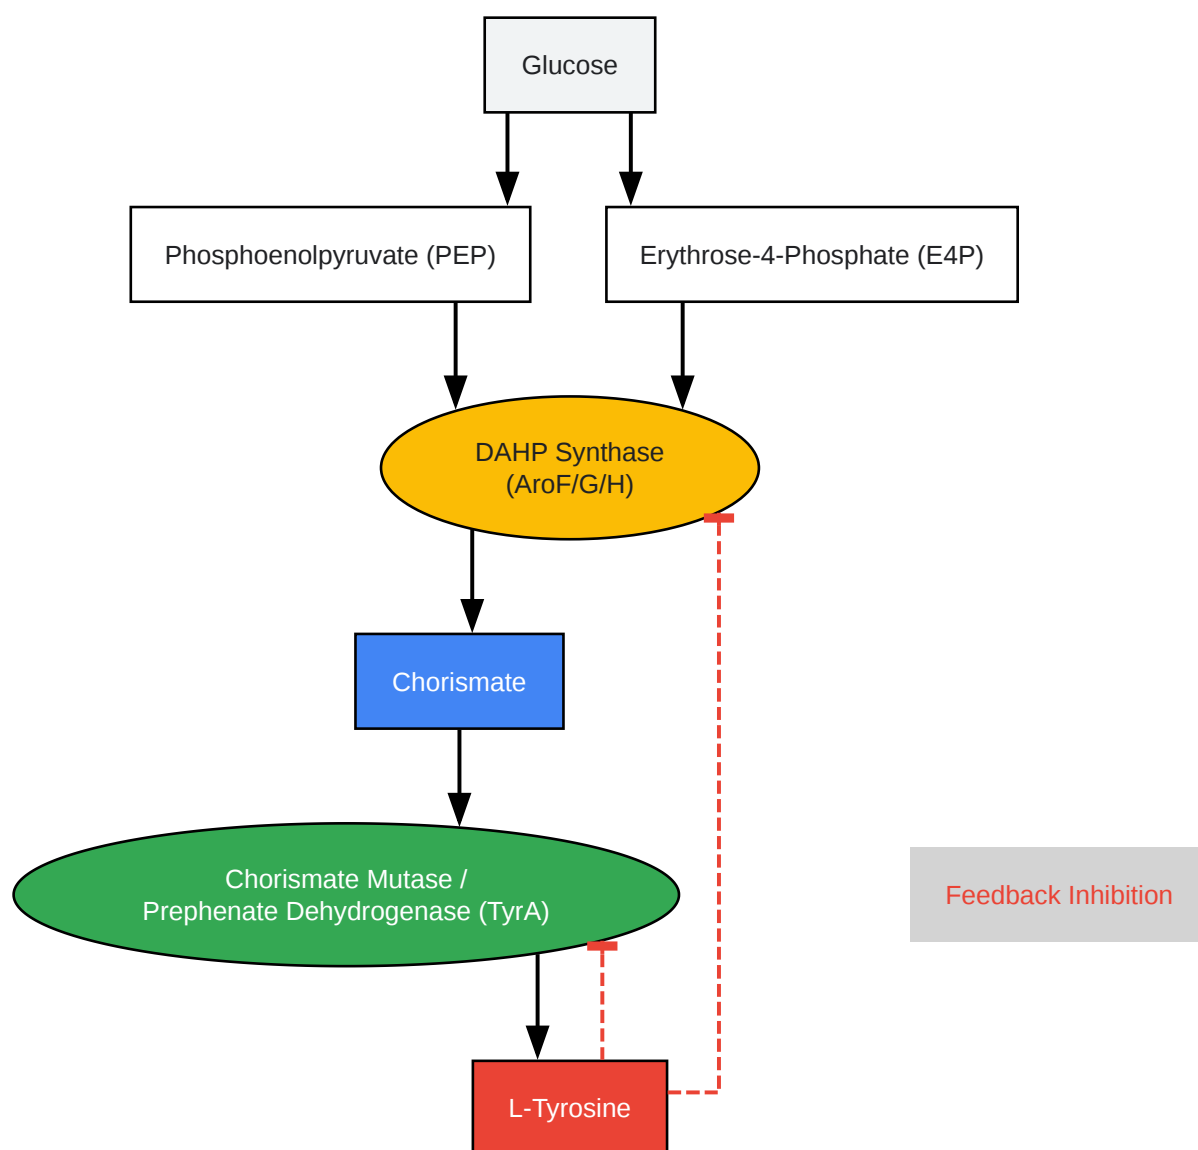 Glucose
Phosphoenolpyruvate (PEP)
Erythrose-4-Phosphate (E4P)
DAHP Synthase
(AroF/G/H)
Chorismate
Chorismate Mutase /
Prephenate Dehydrogenase (TyrA)
Feedback Inhibition
L-Tyrosine